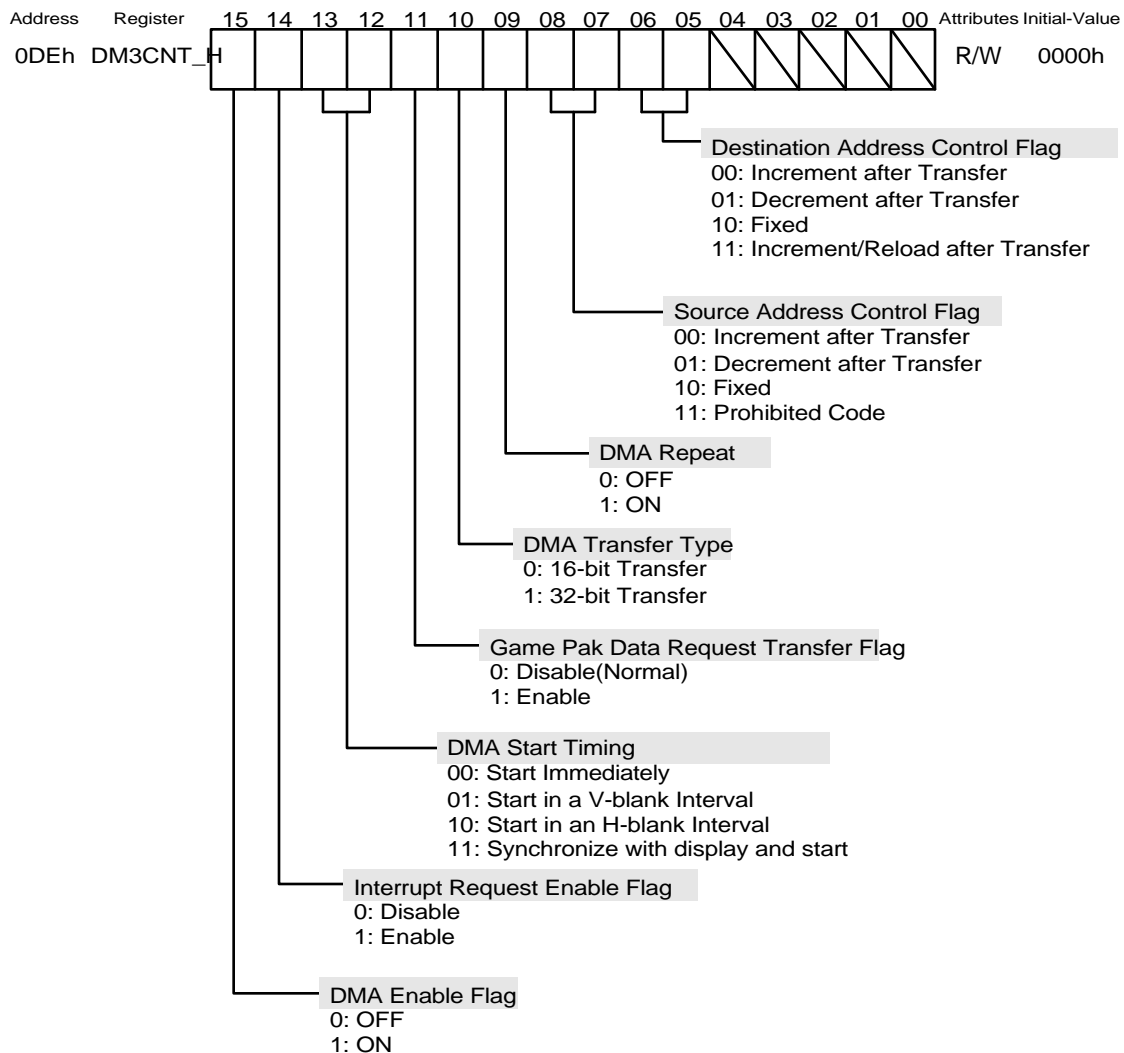 Address Register 15 14 13 12 11 10 09 08 07 06 05 04 03 02 01 00 Attributes Initial-Value
0DEh DM3CNT_H R/W 0000h
Destination Address Control Flag
00: Increment after Transfer
01: Decrement after Transfer
10: Fixed
11: Increment/Reload after Transfer
Source Address Control Flag
00: Increment after Transfer
01: Decrement after Transfer
10: Fixed
11: Prohibited Code
DMA Repeat
0: OFF
1: ON
DMA Transfer Type
0: 16-bit Transfer
1: 32-bit Transfer
Game Pak Data Request Transfer Flag
0: Disable(Normal)
1: Enable
DMA Start Timing
00: Start Immediately
01: Start in a V-blank Interval
10: Start in an H-blank Interval
11: Synchronize with display and start
Interrupt Request Enable Flag
0: Disable
1: Enable
DMA Enable Flag
0: OFF
1: ON